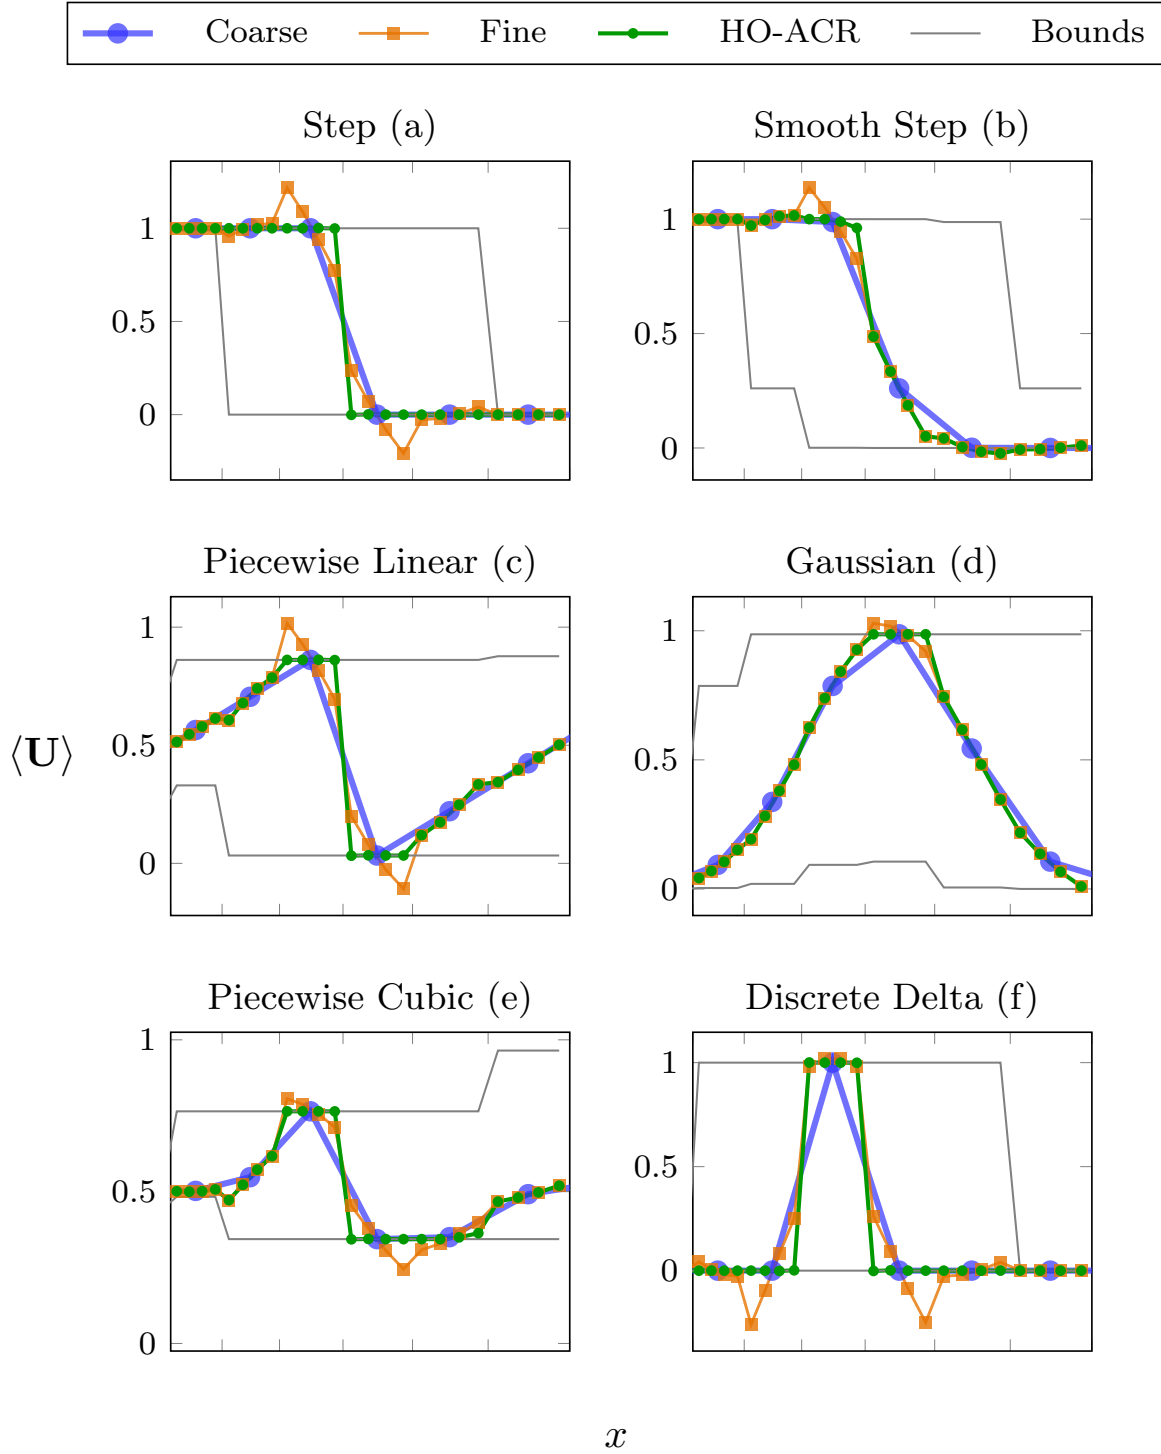 Coarse Fine HO-ACR Bounds
Step (a)
1
0.5
0
Smooth Step (b)
1
0.5
0
Piecewise Linear (c)
1
0.5
0
Gaussian (d)
1
0.5
0
⟨U⟩
Piecewise Cubic (e)
1
0.5
0
Discrete Delta (f)
1
0.5
0
x